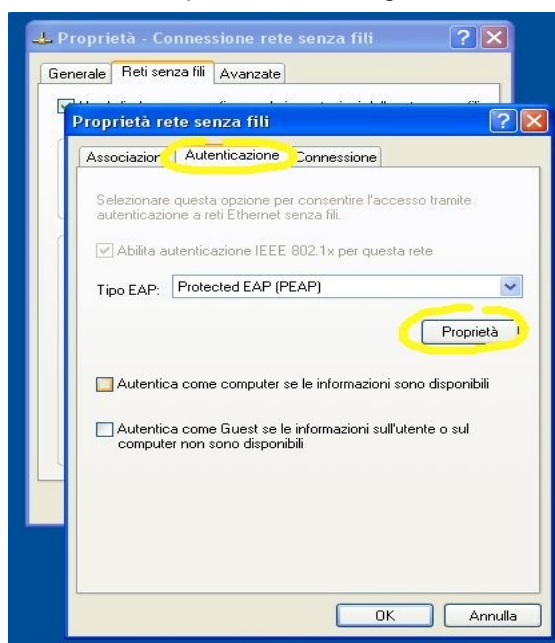 Proprietà - Connessione rete senza fili
Generale Reti senza fili Avanzate
Proprietà rete senza fili
Autenticazione Connessione
Selezionare questa opzione per consentire l'accesso tramite
autenticazione a reti Ethernet senza fili.
Abilita autenticazione IEEE 802.1x per questa rete
Tipo EAP: Protected EAP (PEAP)
Proprietà
Autentica come computer se le informazioni sono disponibili
Autentica come Guest se le informazioni sull'utente o sul
computer non sono disponibili
OK Annulla